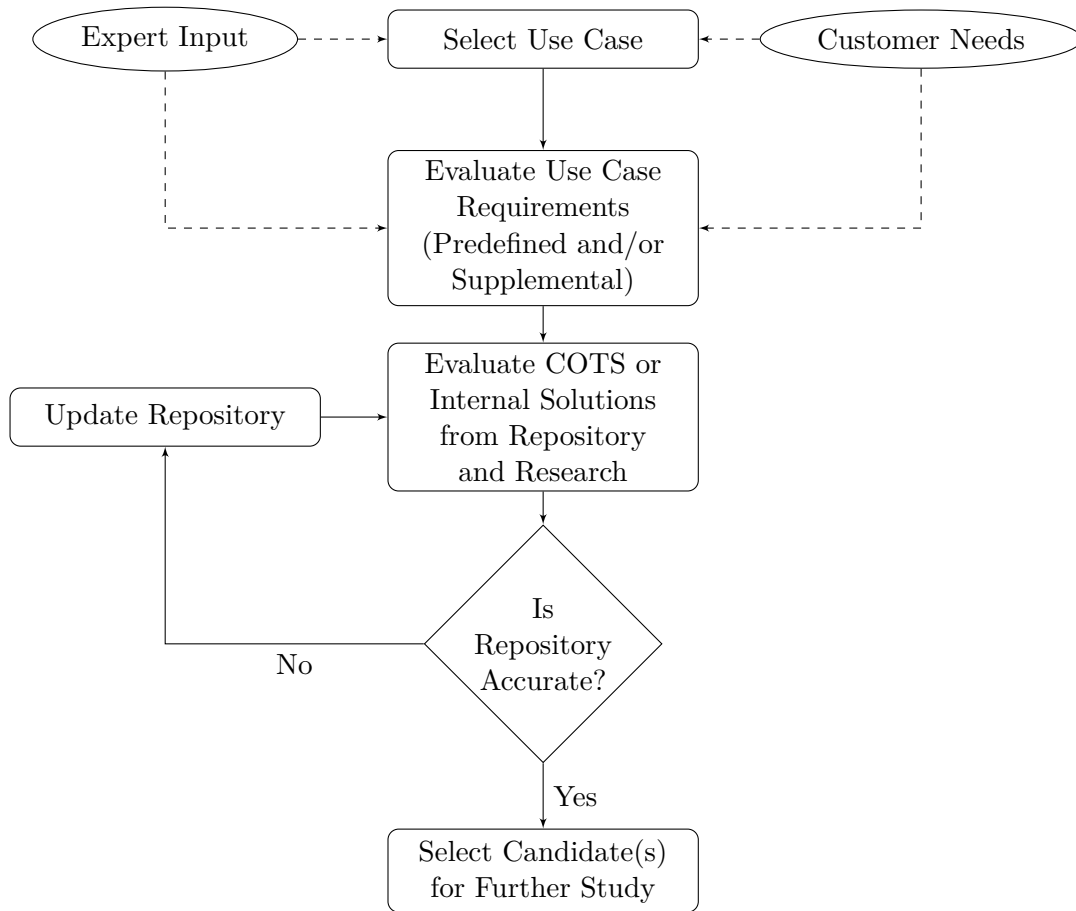 Expert Input
Select Use Case
Customer Needs
Evaluate Use Case
Requirements
(Predefined and/or
Supplemental)
Evaluate COTS or
Internal Solutions
from Repository
and Research
Update Repository
Is
Repository
Accurate?
No
Yes
Select Candidate(s)
for Further Study